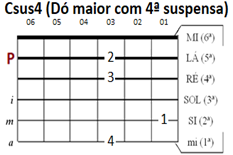 Csus4 (Dó maior com 4ª suspensa)
06 05 04 03 02 01
MI (6ª)
P 2 LÁ (5ª)
3 RÉ (4ª)
i SOL (3ª)
m 1 SI (2ª)
a 4 mi (1ª)